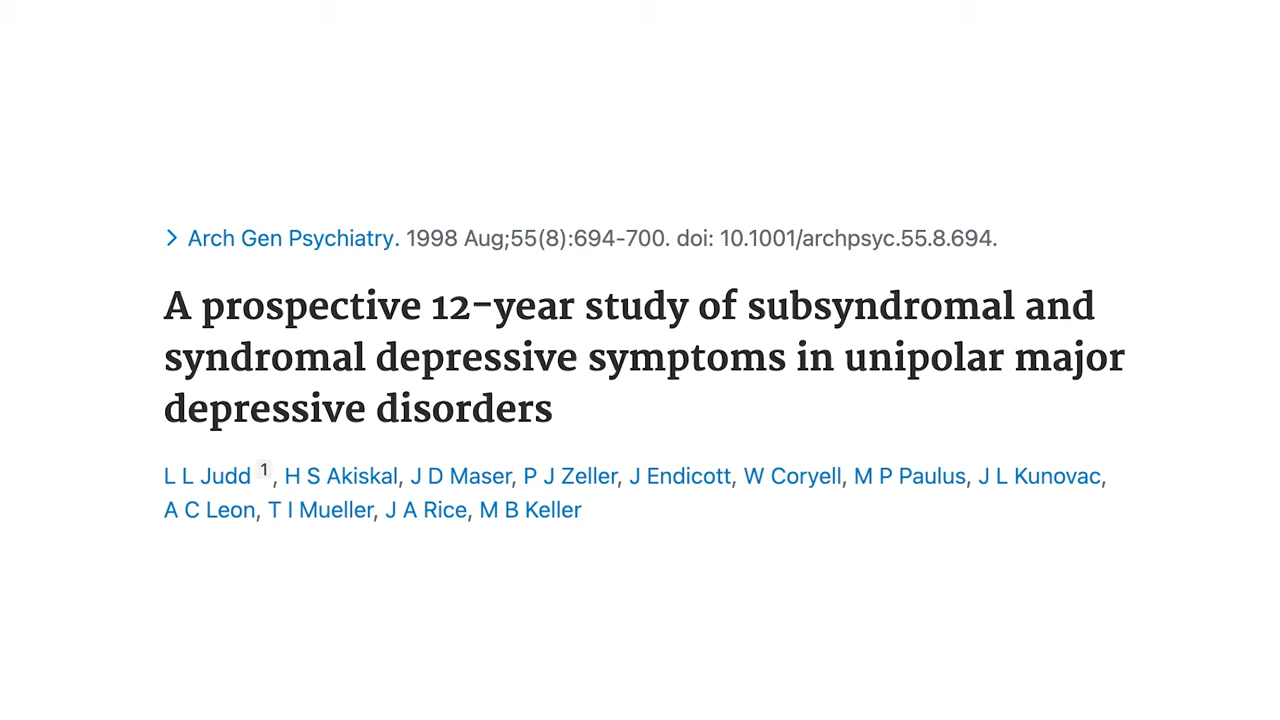 > Arch Gen Psychiatry. 1998 Aug;55(8):694-700. doi: 10.1001/archpsyc.55.8.694.
A prospective 12-year study of subsyndromal and
syndromal depressive symptoms in unipolar major
depressive disorders
L L Judd 1, H S Akiskal, J D Maser, P J Zeller, J Endicott, W Coryell, M P Paulus, J L Kunovac,
A C Leon, T I Mueller, J A Rice, M B Keller